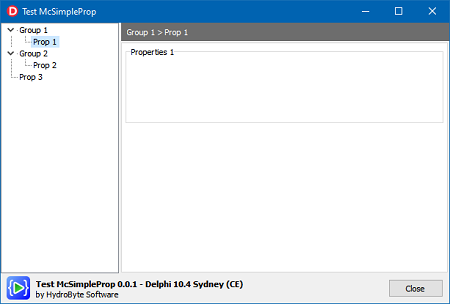 Test McSimpleProp
Group 1
Prop 1
Group 2
Prop 2
Prop 3
Group 1 > Prop 1
Properties 1
Test McSimpleProp 0.0.1 - Delphi 10.4 Sydney (CE)
by HydroByte Software
Close